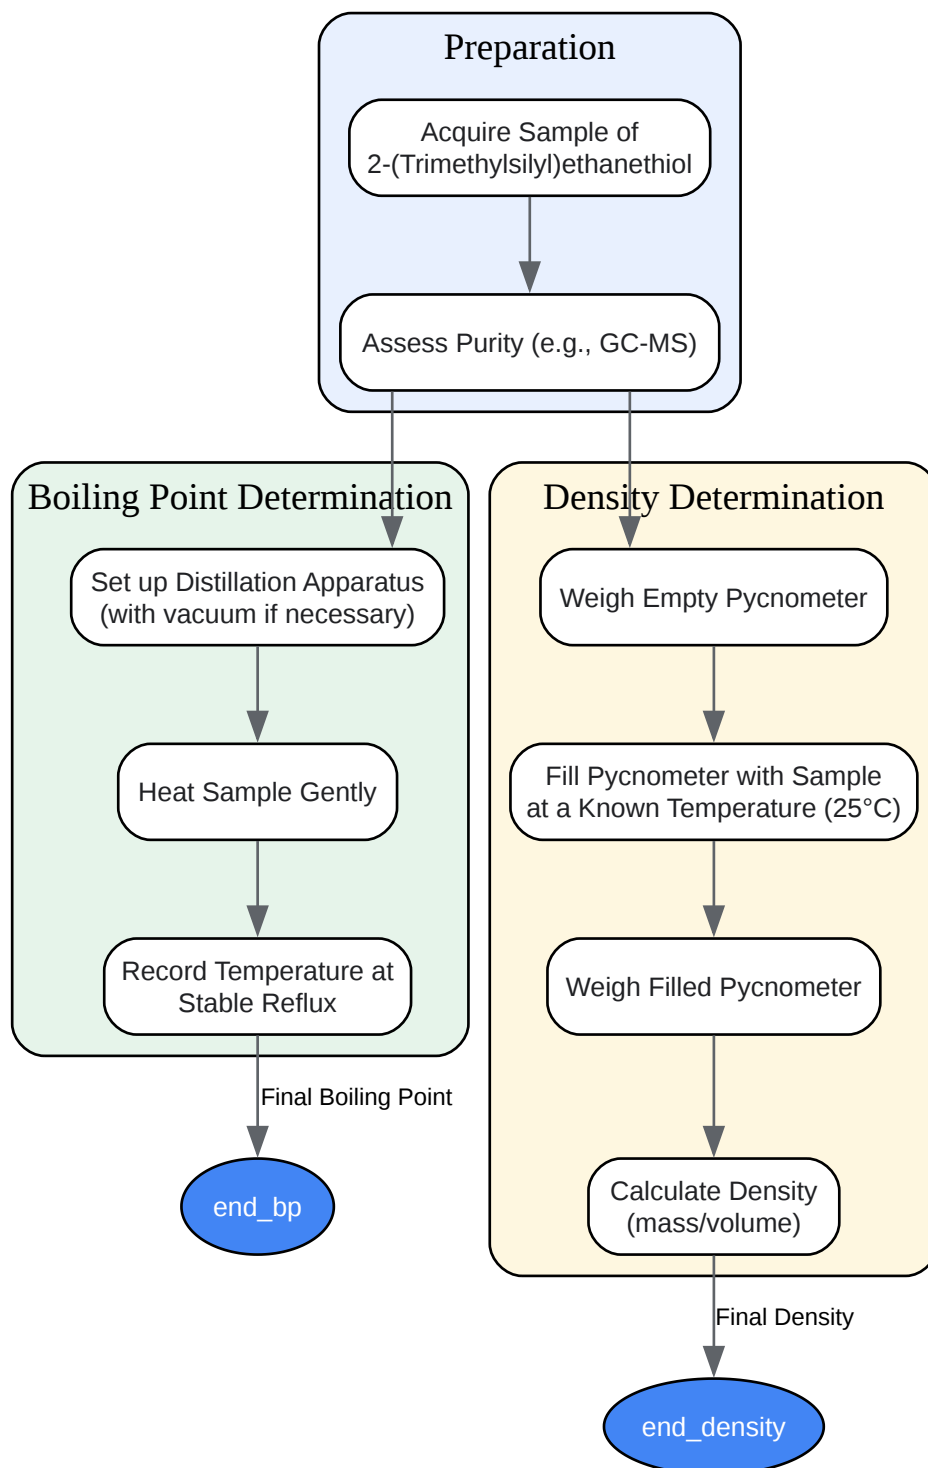 Preparation
Acquire Sample of
2-(Trimethylsilyl)ethanethiol
Assess Purity (e.g., GC-MS)
Boiling Point Determination
Set up Distillation Apparatus
(with vacuum if necessary)
Heat Sample Gently
Record Temperature at
Stable Reflux
Final Boiling Point
end_bp
Density Determination
Weigh Empty Pycnometer
Fill Pycnometer with Sample
at a Known Temperature (25°C)
Weigh Filled Pycnometer
Calculate Density
(mass/volume)
Final Density
end_density